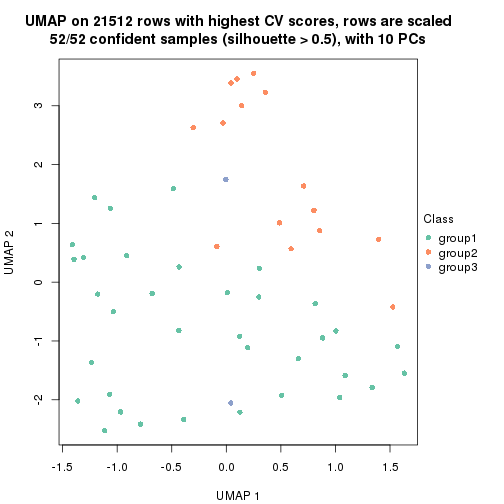 UMAP on 21512 rows with highest CV scores, rows are scaled
52/52 confident samples (silhouette > 0.5), with 10 PCs
UMAP 2
3
2
1
0
-1
-2
-1.5 -1.0 -0.5 0.0 0.5 1.0 1.5
UMAP 1
Class
group1
group2
group3